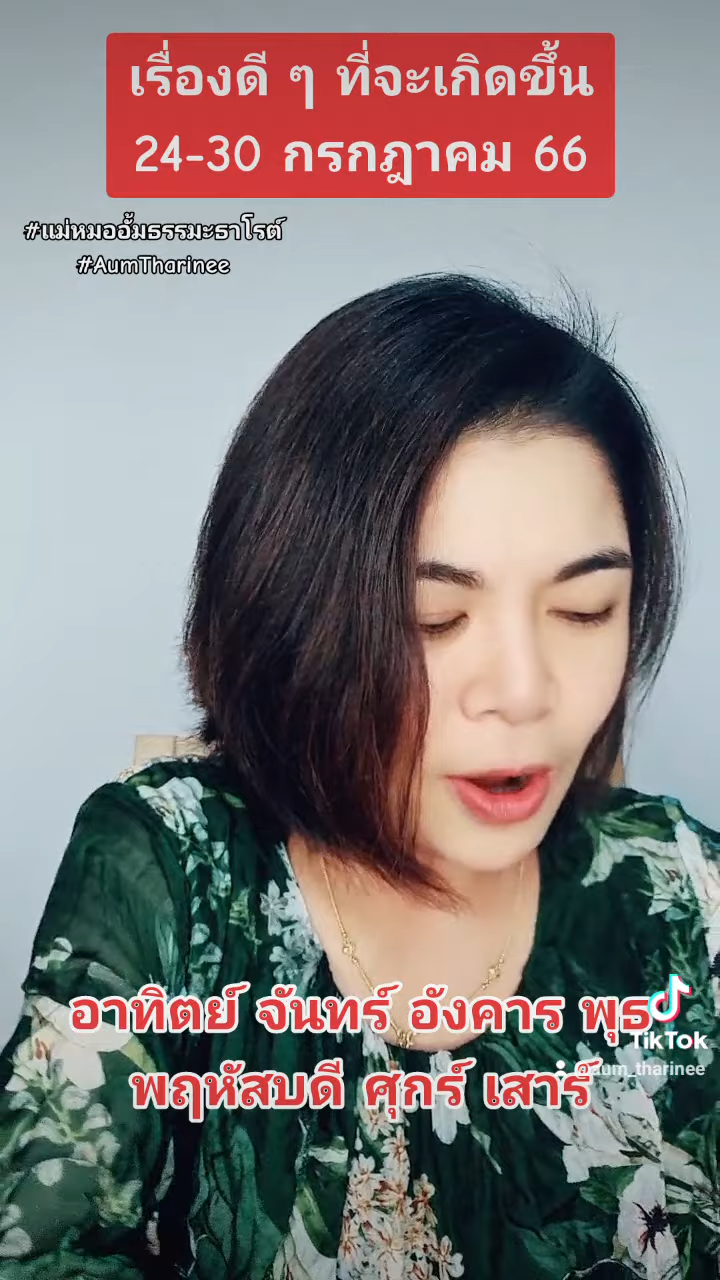 เรื่องดี ๆ ที่จะเกิดขึ้น
24-30 กรกฎาคม 66
#แม่หมออั้มธรรมะธาโรต์
#AumTharinee
อาทิตย์ จันทร์ อังคาร พุธ
พฤหัสบดี ศุกร์ เสาร์
TikTok
@aum_tharinee